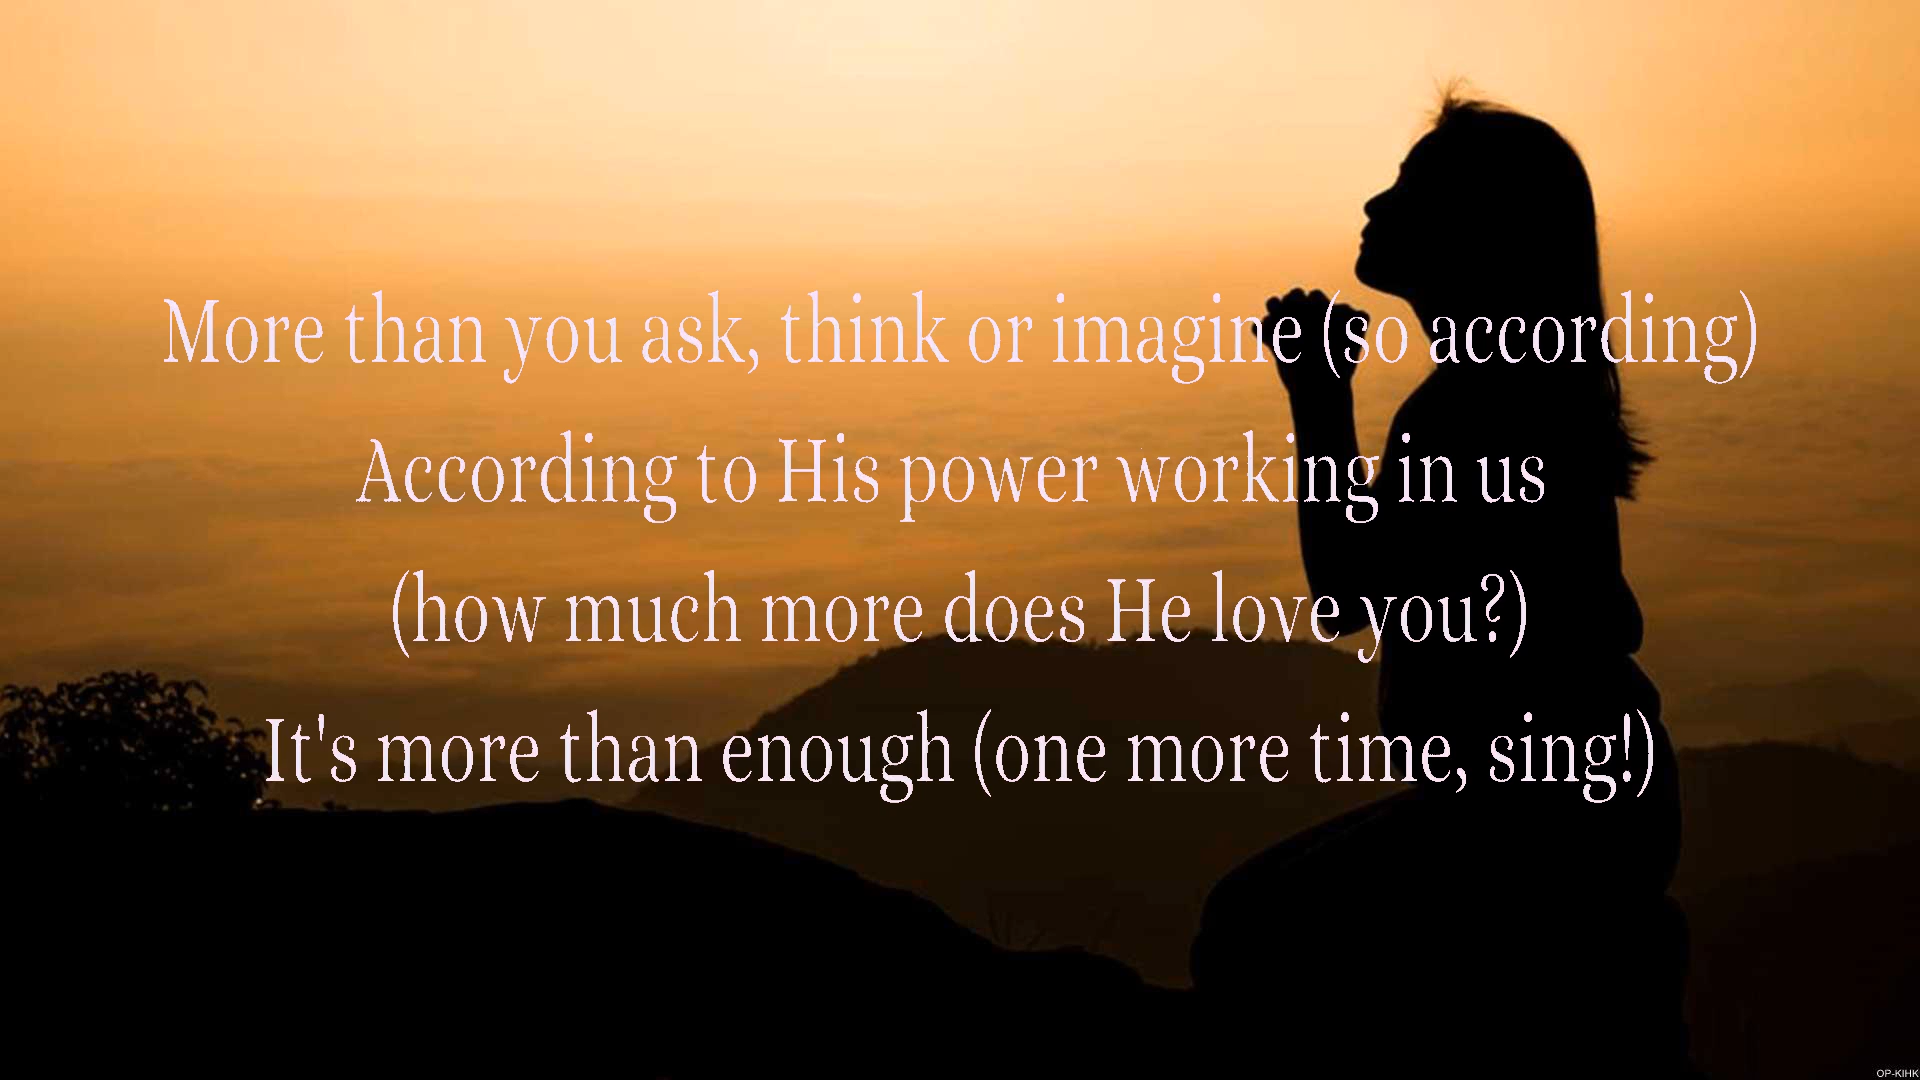 More than you ask, think or imagine (so according)
According to His power working in us
(how much more does He love you?)
It's more than enough (one more time, sing!)
OP-KIHK